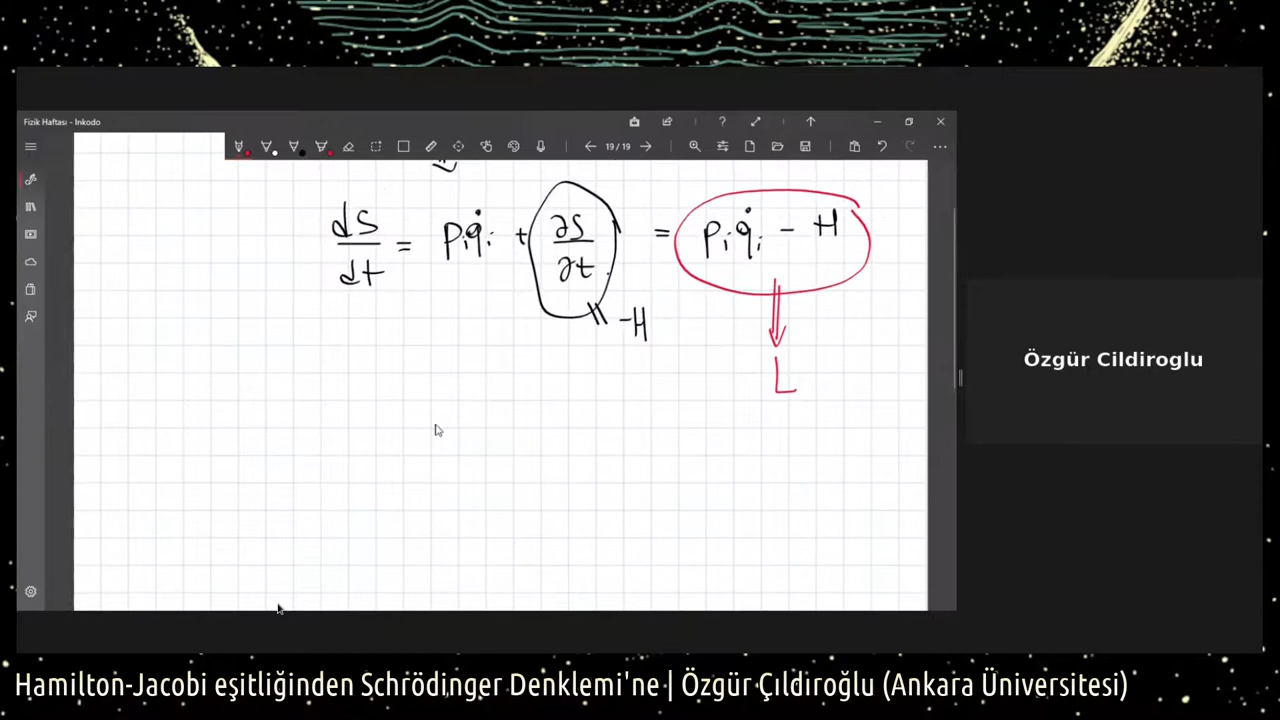 Fizik Haftası - Inkodo
19/19
dS/dt = pᵢq̇ᵢ + ∂S/∂t = pᵢq̇ᵢ - H
-H
L
Özgür Cildiroglu
Hamilton-Jacobi eşitliğinden Schrödinger Denklemi'ne | Özgür Çıldıroğlu (Ankara Üniversitesi)